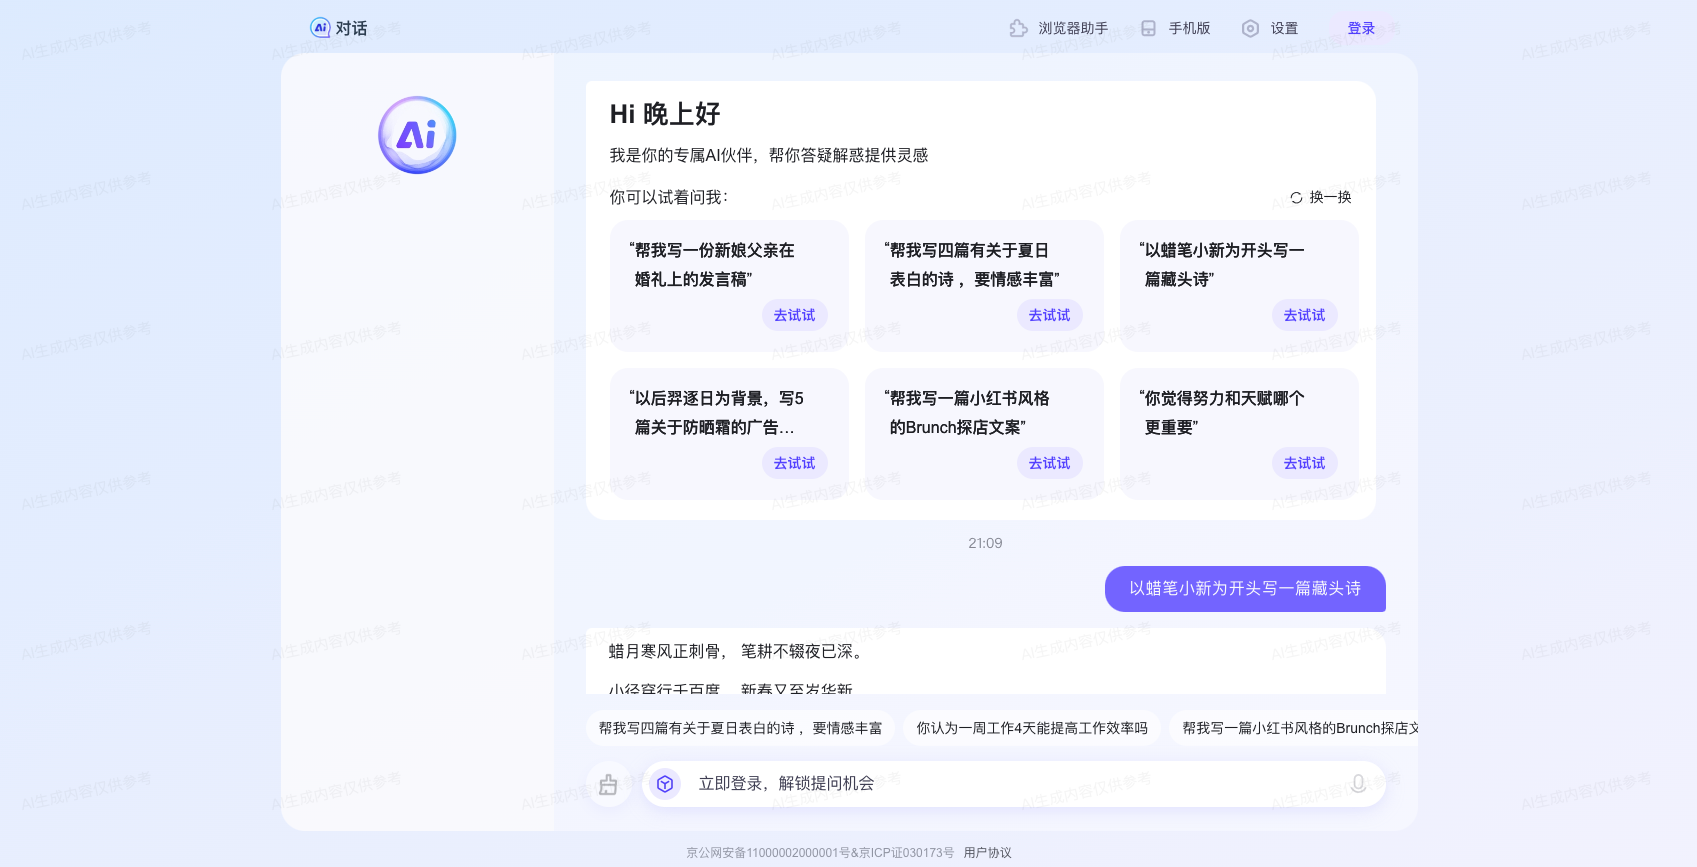 Ai 对话
浏览器助手
手机版
设置
登录
Ai
Hi 晚上好
我是你的专属AI伙伴，帮你答疑解惑提供灵感
你可以试着问我：
换一换
“帮我写一份新娘父亲在
婚礼上的发言稿”
去试试
“帮我写四篇有关于夏日
表白的诗 ，要情感丰富”
去试试
“以蜡笔小新为开头写一
篇藏头诗”
去试试
“以后羿逐日为背景，写5
篇关于防晒霜的广告...
去试试
“帮我写一篇小红书风格
的Brunch探店文案”
去试试
“你觉得努力和天赋哪个
更重要”
去试试
21:09
以蜡笔小新为开头写一篇藏头诗
蜡月寒风正刺骨， 笔耕不辍夜已深。
小径穿行千百度， 新春又至岁华新
帮我写四篇有关于夏日表白的诗 ，要情感丰富
你认为一周工作4天能提高工作效率吗
帮我写一篇小红书风格的Brunch探店文
立即登录，解锁提问机会
京公网安备11000002000001号&京ICP证030173号 用户协议
AI生成内容仅供参考